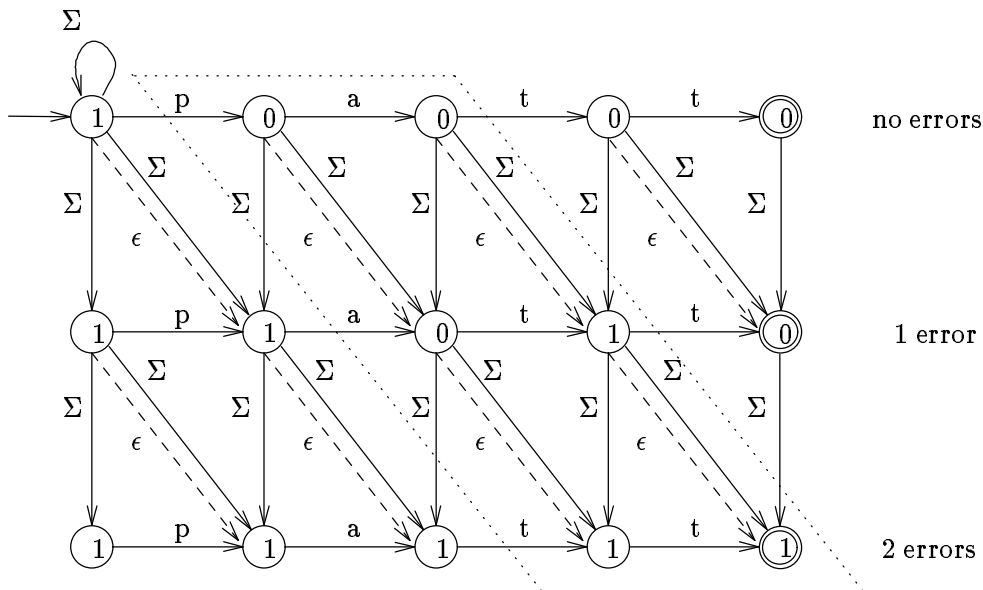 Σ
p a t t
1 0 0 0 0 no errors
Σ Σ Σ Σ
Σ Σ Σ Σ Σ
ϵ ϵ ϵ ϵ
p a t t
1 1 0 1 0 1 error
Σ Σ Σ Σ
Σ Σ Σ Σ Σ
ϵ ϵ ϵ ϵ
p a t t
1 1 1 1 1 2 errors